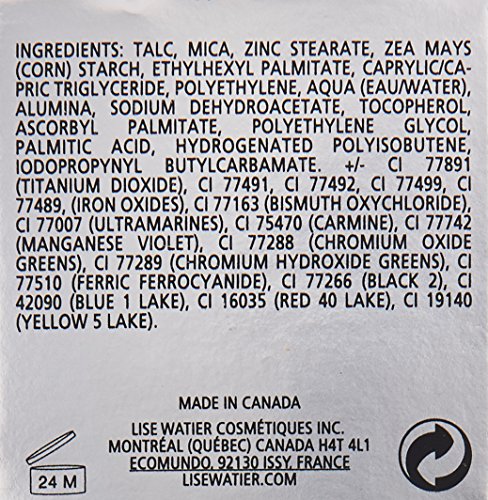 INGREDIENTS: TALC, MICA, ZINC STEARATE, ZEA MAYS
(CORN) STARCH, ETHYLHEXYL PALMITATE, CAPRYLIC/CA-
PRIC TRIGLYCERIDE, POLYETHYLENE, AQUA (EAU/WATER),
ALUMINA, SODIUM DEHYDROACETATE, TOCOPHEROL,
ASCORBYL PALMITATE, POLYETHYLENE GLYCOL,
PALMITIC ACID, HYDROGENATED POLYISOBUTENE,
IODOPROPYNYL BUTYLCARBAMATE. +/- CI 77891
(TITANIUM DIOXIDE), CI 77491, CI 77492, CI 77499, CI
77489, (IRON OXIDES), CI 77163 (BISMUTH OXYCHLORIDE),
CI 77007 (ULTRAMARINES), CI 75470 (CARMINE), CI 77742
(MANGANESE VIOLET), CI 77288 (CHROMIUM OXIDE
GREENS), CI 77289 (CHROMIUM HYDROXIDE GREENS), CI
77510 (FERRIC FERROCYANIDE), CI 77266 (BLACK 2), CI
42090 (BLUE 1 LAKE), CI 16035 (RED 40 LAKE), CI 19140
(YELLOW 5 LAKE).
MADE IN CANADA
LISE WATIER COSMÉTIQUES INC.
MONTRÉAL (QUÉBEC) CANADA H4T 4L1
ECOMUNDO, 92130 ISSY, FRANCE
LISEWATIER.COM
24 M